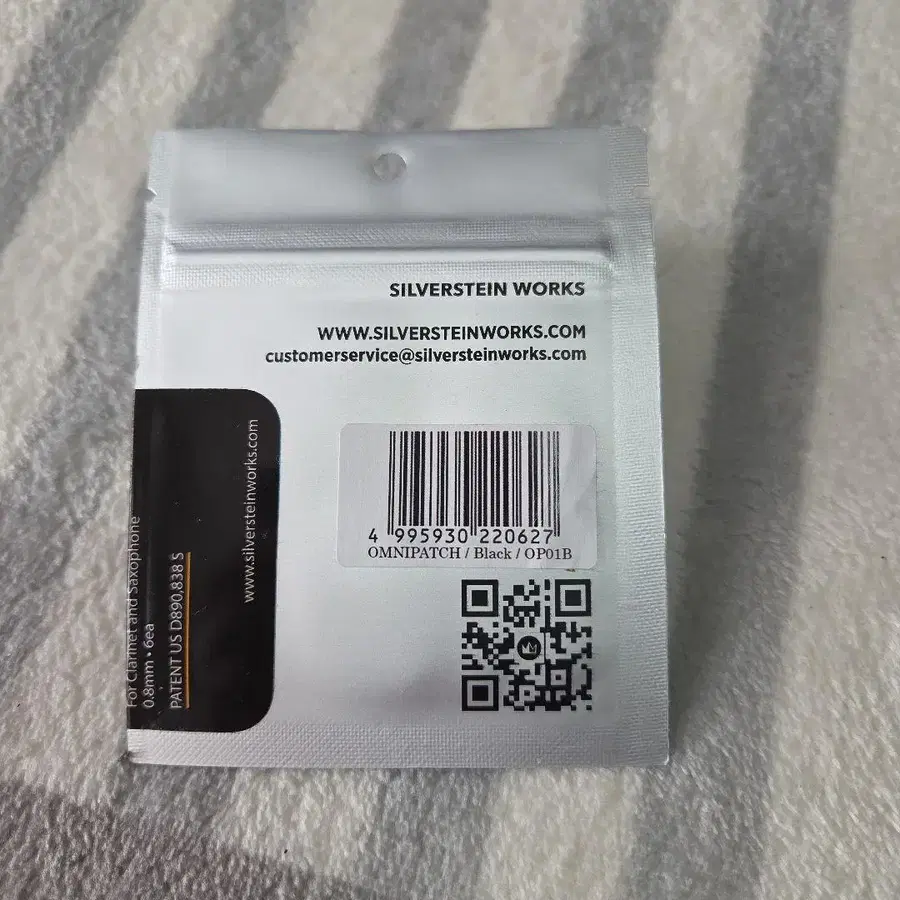 SILVERSTEIN WORKS
WWW.SILVERSTEINWORKS.COM
customerservice@silversteinworks.com
4 995930 220627
OMNIPATCH / Black / OP01B
For Clarinet and Saxophone
0.8mm • 6ea
PATENT US D890,838 S
www.silversteinworks.com